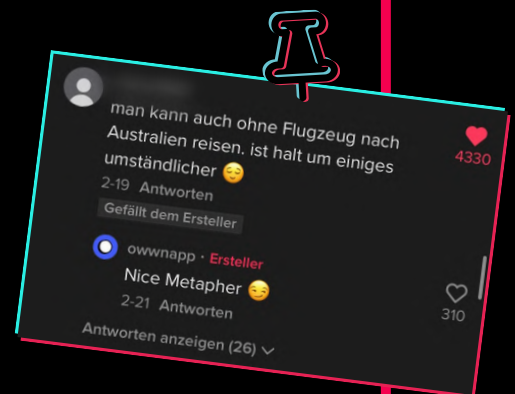 man kann auch ohne Flugzeug nach
Australien reisen. ist halt um einiges
umständlicher 😌
4330
2-19 Antworten
Gefällt dem Ersteller
owwnapp · Ersteller
Nice Metapher 😏
2-21 Antworten
310
Antworten anzeigen (26)